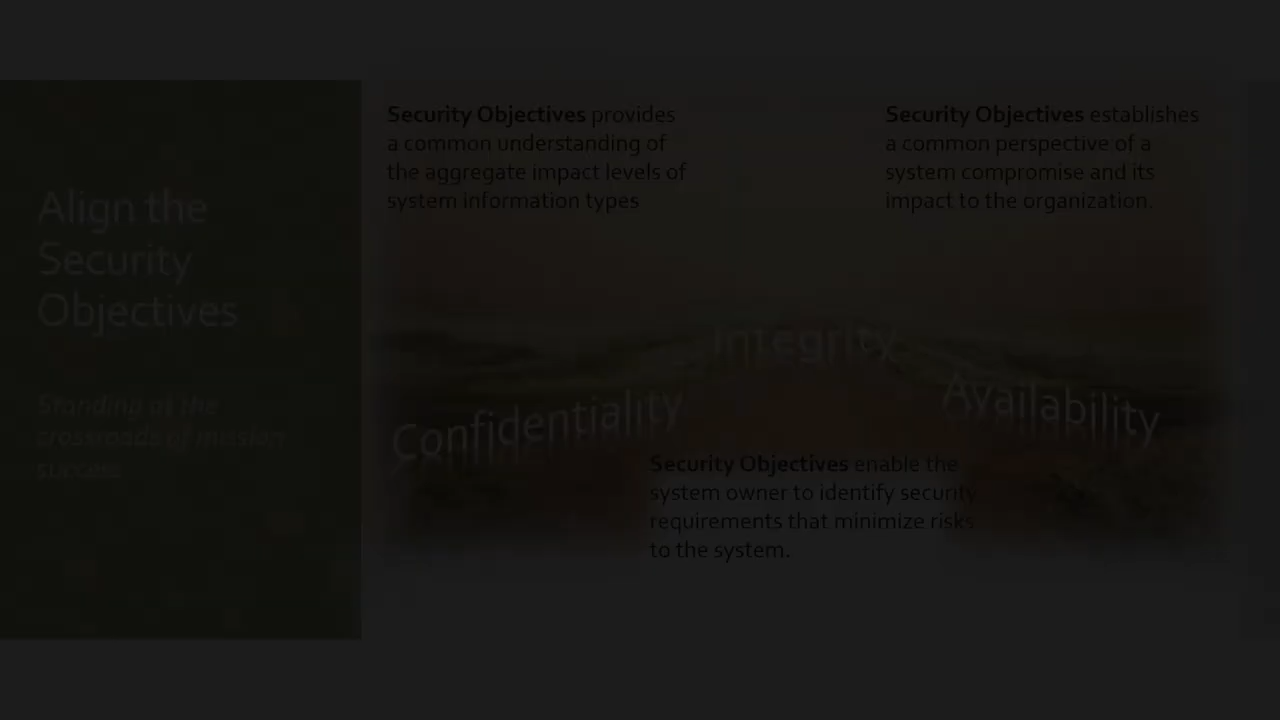 Align the
Security
Objectives
Standing at the
crossroads of mission
success
Security Objectives provides
a common understanding of
the aggregate impact levels of
system information types
Security Objectives establishes
a common perspective of a
system compromise and its
impact to the organization.
Confidentiality
Integrity
Availability
Security Objectives enable the
system owner to identify security
requirements that minimize risks
to the system.